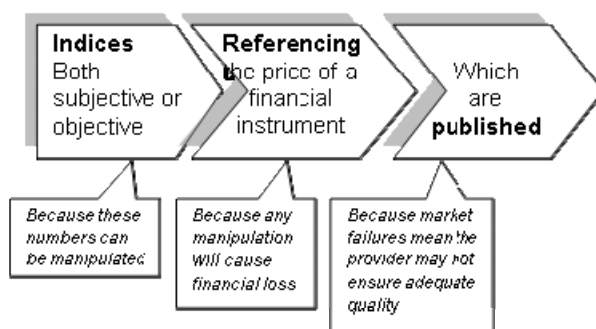 Indices
Both
subjective or
objective
Referencing
the price of a
financial
instrument
Which
are
published
Because these
numbers can
be manipulated
Because any
manipulation
will cause
financial loss
Because market
failures mean the
provider may not
ensure adequate
quality